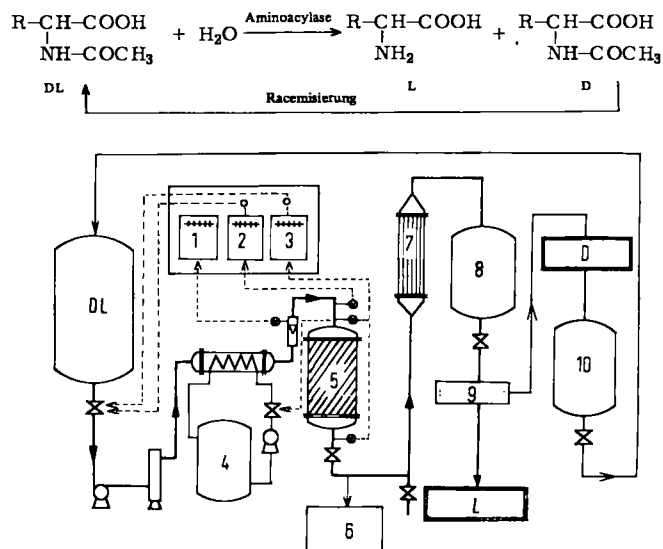 R–CH–COOH + H₂O Aminoacylase R–CH–COOH + R–CH–COOH
NH–COCH₃ NH₂ NH–COCH₃
DL L D
Racemisierung
1 2 3
DL
4
5
6
7
8
9
D
10
L